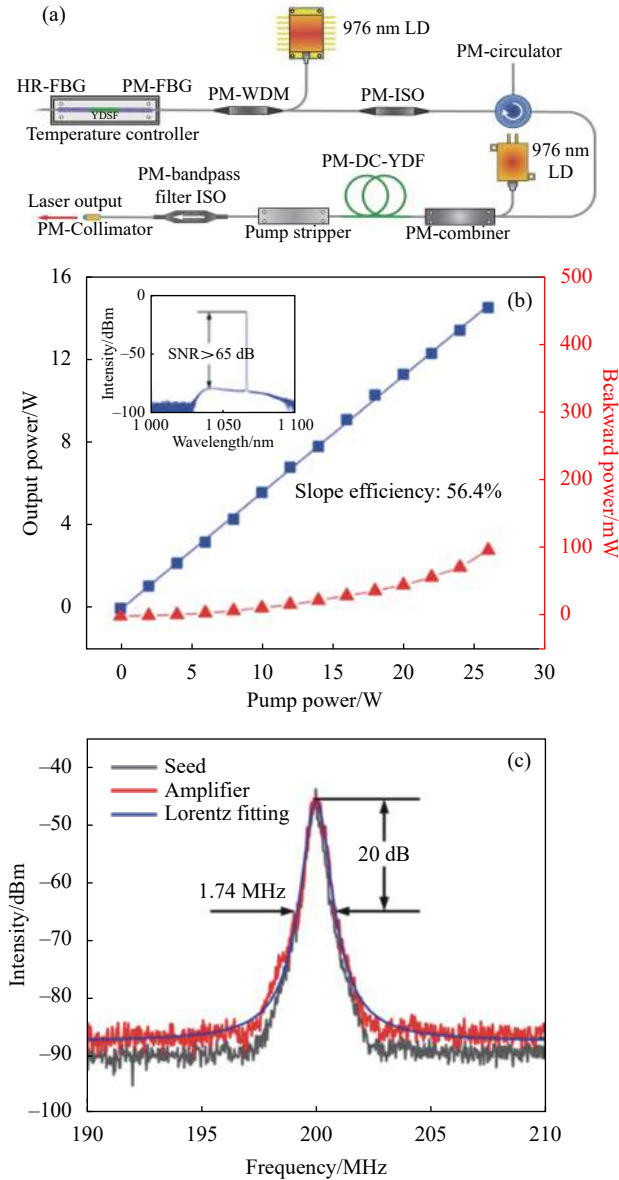 (a)
976 nm LD
PM-circulator
HR-FBG
PM-FBG
PM-WDM
PM-ISO
YDSF
Temperature controller
976 nm
LD
PM-DC-YDF
PM-bandpass
filter ISO
Laser output
PM-Collimator
Pump stripper
PM-combiner
(b)
16
12
8
4
0
Output power/W
500
400
300
200
100
0
Bcakward power/mW
0
-50
-100
Intensity/dBm
SNR>65 dB
1 000
1 050
1 100
Wavelength/nm
Slope efficiency: 56.4%
0
5
10
15
20
25
30
Pump power/W
(c)
–40
–50
–60
–70
–80
–90
–100
Intensity/dBm
Seed
Amplifier
Lorentz fitting
20 dB
1.74 MHz
190
195
200
205
210
Frequency/MHz